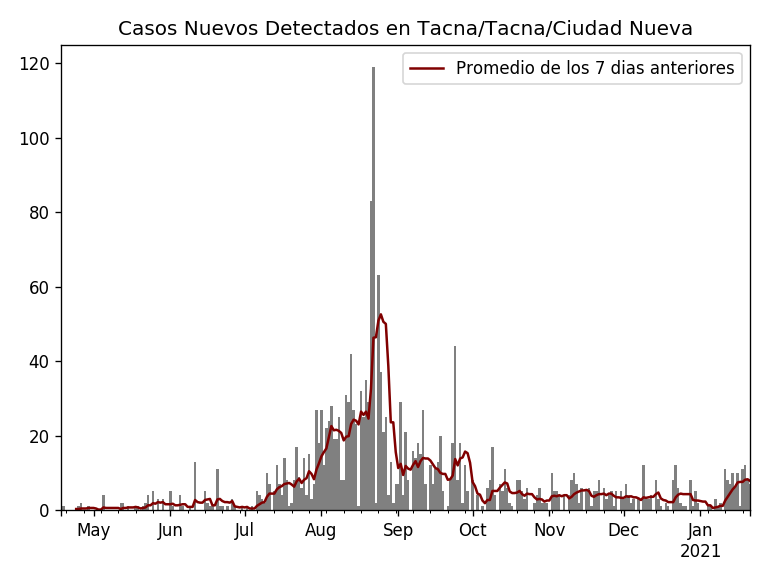 Casos Nuevos Detectados en Tacna/Tacna/Ciudad Nueva
Promedio de los 7 dias anteriores
120
100
80
60
40
20
0
May Jun Jul Aug Sep Oct Nov Dec Jan
2021